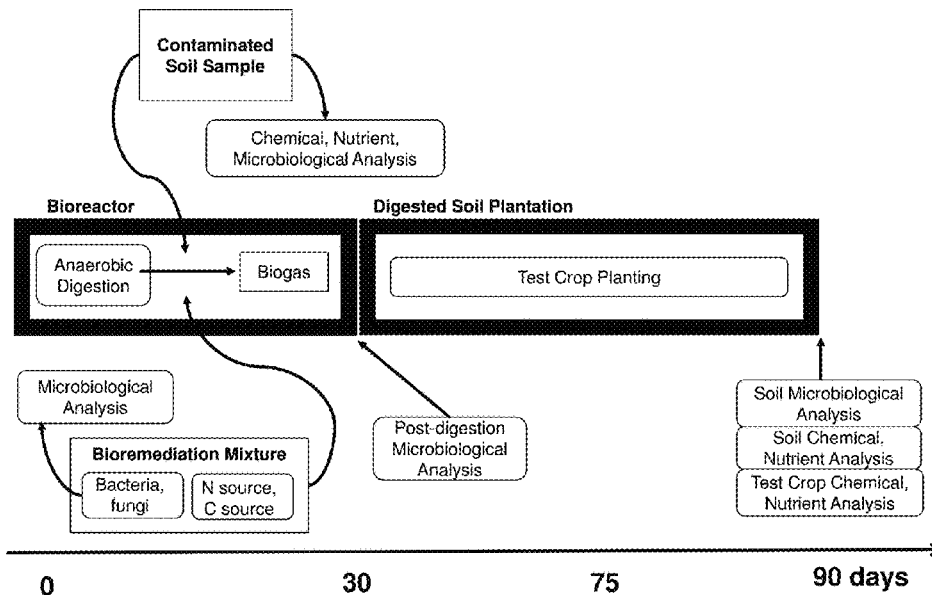 Contaminated
Soil Sample
Chemical, Nutrient,
Microbiological Analysis
Bioreactor
Digested Soil Plantation
Anaerobic
Digestion
Biogas
Test Crop Planting
Microbiological
Analysis
Bioremediation Mixture
Bacteria,
fungi
N source,
C source
Post-digestion
Microbiological
Analysis
Soil Microbiological
Analysis
Soil Chemical,
Nutrient Analysis
Test Crop Chemical,
Nutrient Analysis
0
30
75
90 days